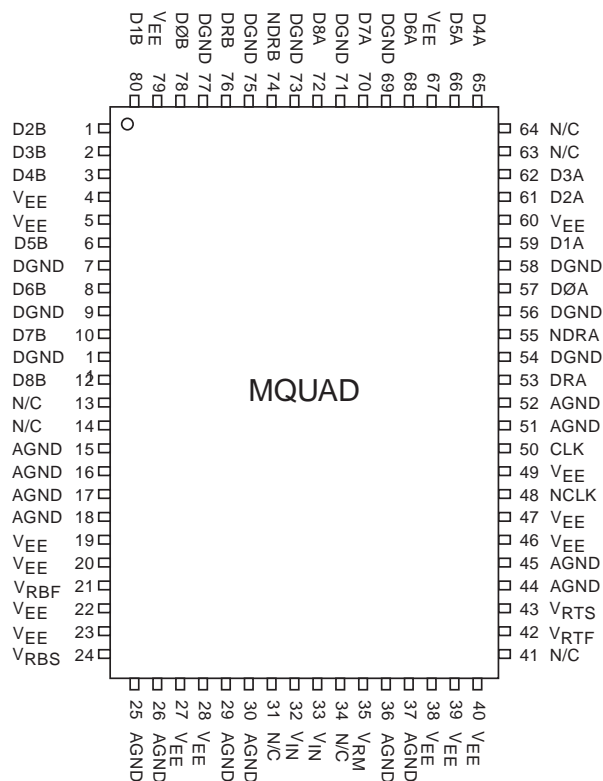 D1B 80
VEE 79
DØB 78
DGND 77
DRB 76
DGND 75
NDRB 74
DGND 73
D8A 72
DGND 71
D7A 70
DGND 69
D6A 68
VEE 67
D5A 66
D4A 65
D2B 1
D3B 2
D4B 3
VEE 4
VEE 5
D5B 6
DGND 7
D6B 8
DGND 9
D7B 10
DGND 1
1
D8B 12
N/C 13
N/C 14
AGND 15
AGND 16
AGND 17
AGND 18
VEE 19
VEE 20
VRBF 21
VEE 22
VEE 23
VRBS 24
MQUAD
64 N/C
63 N/C
62 D3A
61 D2A
60 VEE
59 D1A
58 DGND
57 DØA
56 DGND
55 NDRA
54 DGND
53 DRA
52 AGND
51 AGND
50 CLK
49 VEE
48 NCLK
47 VEE
46 VEE
45 AGND
44 AGND
43 VRTS
42 VRTF
41 N/C
25 AGND
26 AGND
27 VEE
28 VEE
29 AGND
30 AGND
31 N/C
32 VIN
33 VIN
34 N/C
35 VRM
36 AGND
37 AGND
38 VEE
39 VEE
40 VEE